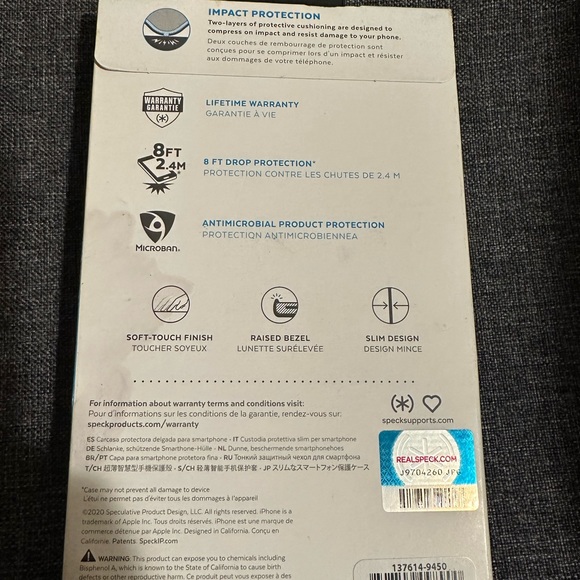 IMPACT PROTECTION
Two-layers of protective cushioning are designed to
compress on impact and resist damage to your phone.
Deux couches de rembourrage de protection sont
conçues pour se comprimer lors d'un impact et résister
aux dommages de votre téléphone.
WARRANTY
GARANTIE
(*)
LIFETIME WARRANTY
GARANTIE À VIE
8FT
2.4M
8 FT DROP PROTECTION*
PROTECTION CONTRE LES CHUTES DE 2.4 M
MICROBAN®
ANTIMICROBIAL PRODUCT PROTECTION
PROTECTION ANTIMICROBIENNEA
SOFT-TOUCH FINISH
TOUCHER SOYEUX
RAISED BEZEL
LUNETTE SURÉLEVÉE
SLIM DESIGN
DESIGN MINCE
For information about warranty terms and conditions visit:
Pour d'informations sur les conditions de la garantie, rendez-vous sur:
speckproducts.com/warranty
(*)
specksupports.com
ES Carcasa protectora delgada para smartphone - IT Custodia protettiva slim per smartphone
DE Schlanke, schützende Smartphone-Hülle - NL Dunne, beschermende smartphonehoes
BR/PT Capa para smartphone protetora fina - RU Тонкий защитный чехол для смартфона
T/CH 超薄智慧型手機保護殼 - S/CH 轻薄智能手机保护套 - JP スリムなスマートフォン保護ケース
REALSPECK.COM
J9704260
*Case may not prevent all damage to device
L'étui ne permet pas d'éviter tous les dommages à l'appareil
©2020 Speculative Product Design, LLC. All rights reserved. iPhone is a
trademark of Apple Inc. Tous droits réservés. iPhone est une marque de
commerce détenue par Apple Inc. Designed in California. Conçu en
Californie. Patents: SpeckIP.com
WARNING: This product can expose you to chemicals including
Bisphenol A, which is known to the State of California to cause birth
defects or other reproductive harm. Ce produit peut vous exposer à des
137614-9450